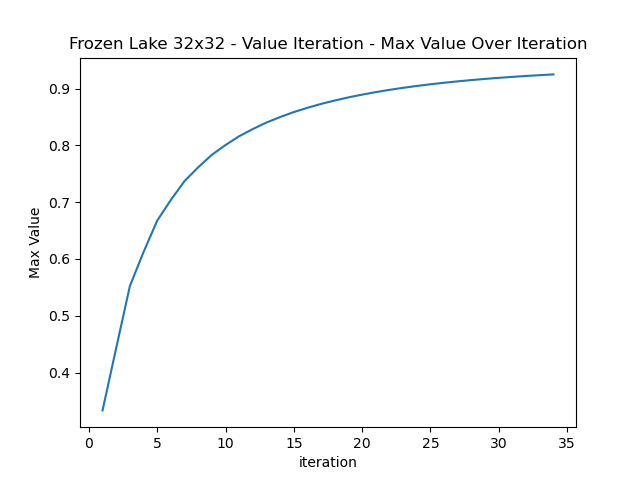 Frozen Lake 32x32 - Value Iteration - Max Value Over Iteration
0.9
0.8
0.7
0.6
0.5
0.4
Max Value
0 5 10 15 20 25 30 35
iteration